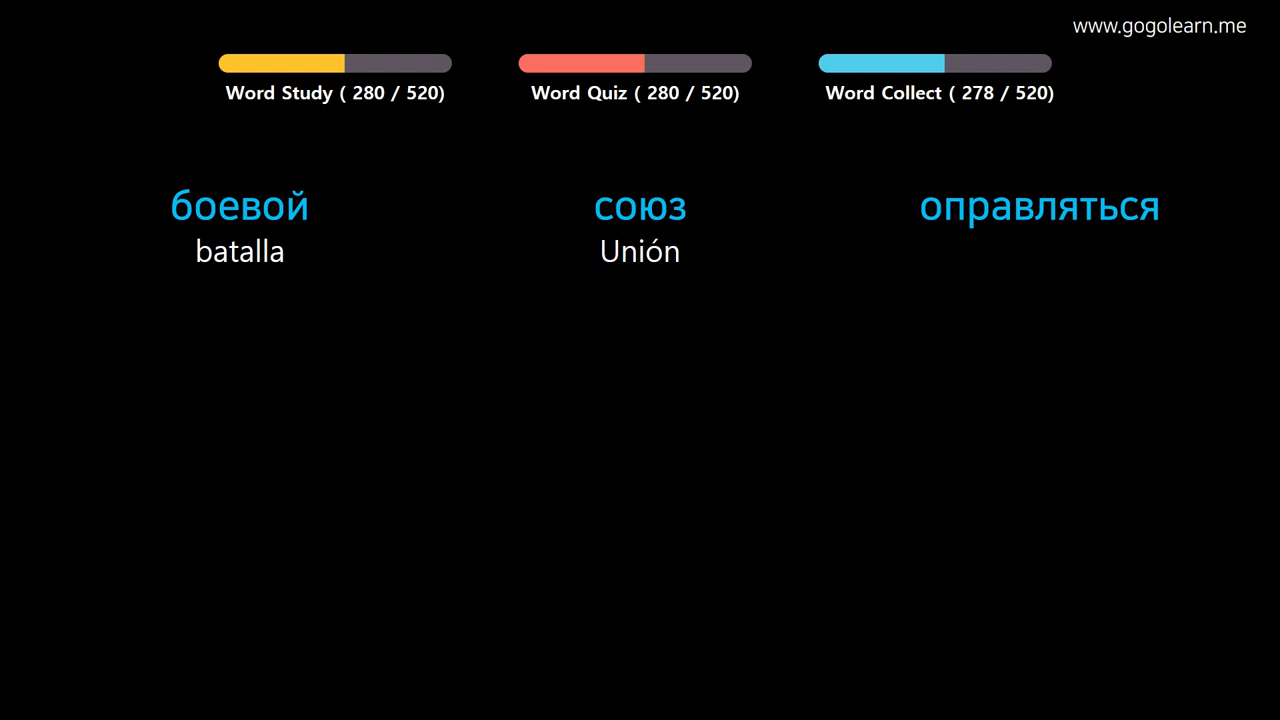 www.gogolearn.me
Word Study ( 280 / 520)
Word Quiz ( 280 / 520)
Word Collect ( 278 / 520)
боевой
batalla
союз
Unión
оправляться